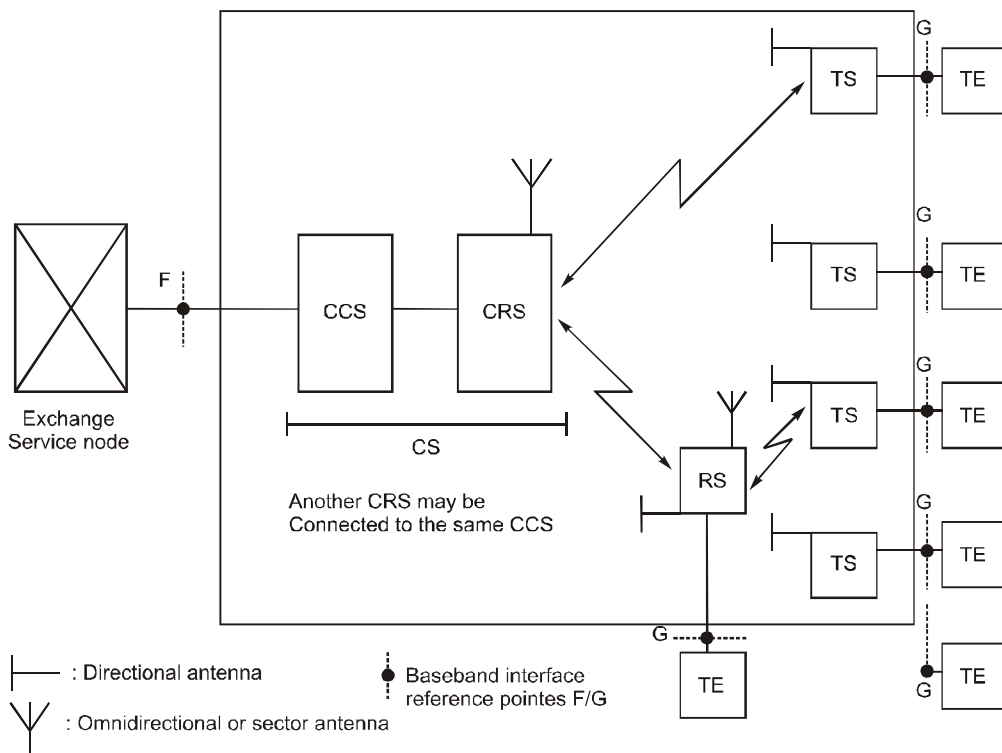 G
TS
TE
G
TS
TE
F
CCS
CRS
Exchange
Service node
CS
Another CRS may be
Connected to the same CCS
G
TS
TE
RS
G
TS
TE
G
TE
G
TE
: Directional antenna
: Omnidirectional or sector antenna
Baseband interface
reference pointes F/G